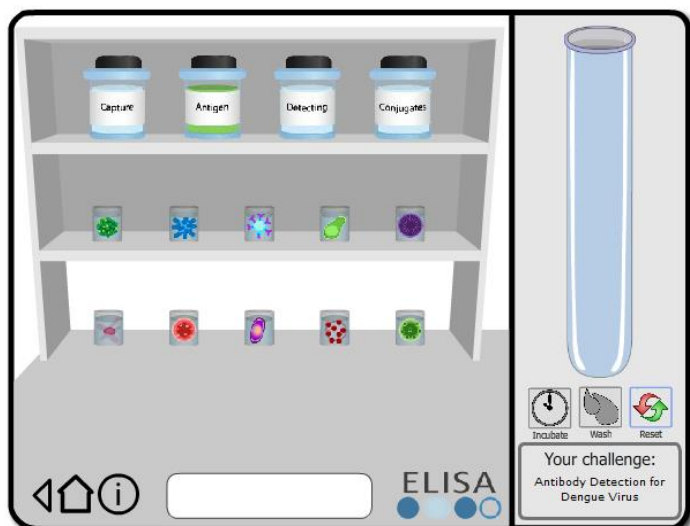 Capture
Antigen
Detecting
Conjugates
Incubate
Wash
Reset
Your challenge:
Antibody Detection for
Dengue Virus
i
ELISA